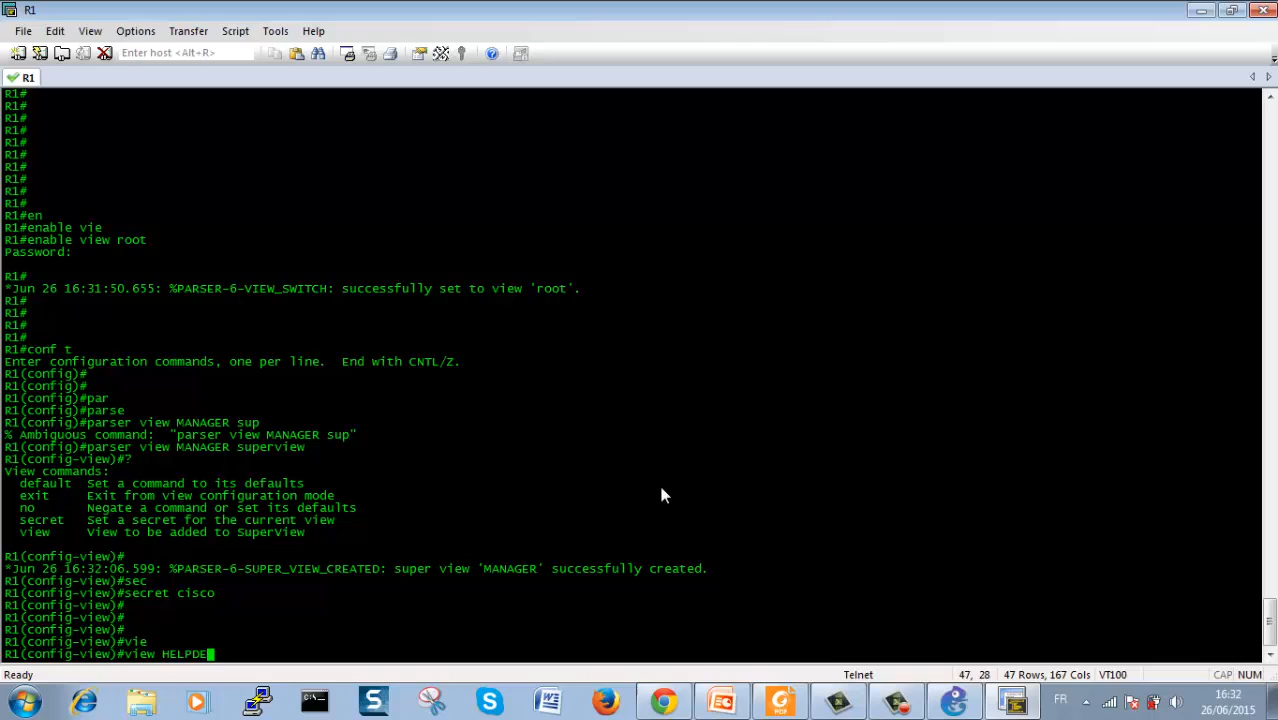 R1
File Edit View Options Transfer Script Tools Help
Enter host <Alt+R>
R1
R1#
R1#
R1#
R1#
R1#
R1#
R1#
R1#
R1#
R1#
R1#en
R1#enable vie
R1#enable view root
Password:
R1#
*Jun 26 16:31:50.655: %PARSER-6-VIEW_SWITCH: successfully set to view 'root'.
R1#
R1#
R1#
R1#
R1#conf t
Enter configuration commands, one per line.  End with CNTL/Z.
R1(config)#
R1(config)#
R1(config)#par
R1(config)#parse
R1(config)#parser view MANAGER sup
% Ambiguous command:  "parser view MANAGER sup"
R1(config)#parser view MANAGER superview
R1(config-view)#?
View commands:
default  Set a command to its defaults
exit     Exit from view configuration mode
no       Negate a command or set its defaults
secret   Set a secret for the current view
view     View to be added to SuperView
R1(config-view)#
*Jun 26 16:32:06.599: %PARSER-6-SUPER_VIEW_CREATED: super view 'MANAGER' successfully created.
R1(config-view)#sec
R1(config-view)#secret cisco
R1(config-view)#
R1(config-view)#
R1(config-view)#
R1(config-view)#vie
R1(config-view)#view HELPDE
Ready Telnet 47, 28 47 Rows, 167 Cols VT100 CAP NUM
FR 16:32
26/06/2015